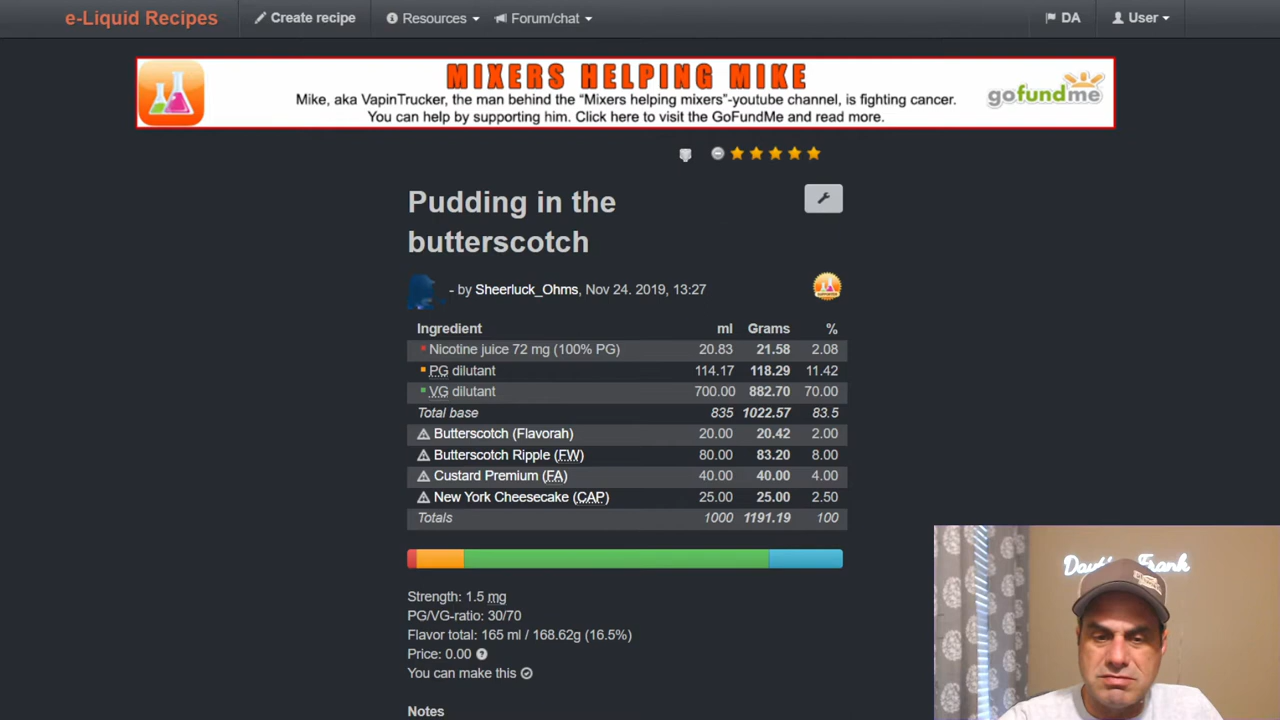 e-Liquid Recipes Create recipe Resources Forum/chat DA User
MIXERS HELPING MIKE
Mike, aka VapinTrucker, the man behind the “Mixers helping mixers”-youtube channel, is fighting cancer.
You can help by supporting him. Click here to visit the GoFundMe and read more.
gofundme
Pudding in the
butterscotch
- by Sheerluck_Ohms, Nov 24. 2019, 13:27
Ingredient ml Grams %
Nicotine juice 72 mg (100% PG) 20.83 21.58 2.08
PG dilutant 114.17 118.29 11.42
VG dilutant 700.00 882.70 70.00
Total base 835 1022.57 83.5
Butterscotch (Flavorah) 20.00 20.42 2.00
Butterscotch Ripple (FW) 80.00 83.20 8.00
Custard Premium (FA) 40.00 40.00 4.00
New York Cheesecake (CAP) 25.00 25.00 2.50
Totals 1000 1191.19 100
Strength: 1.5 mg
PG/VG-ratio: 30/70
Flavor total: 165 ml / 168.62g (16.5%)
Price: 0.00
You can make this
Notes